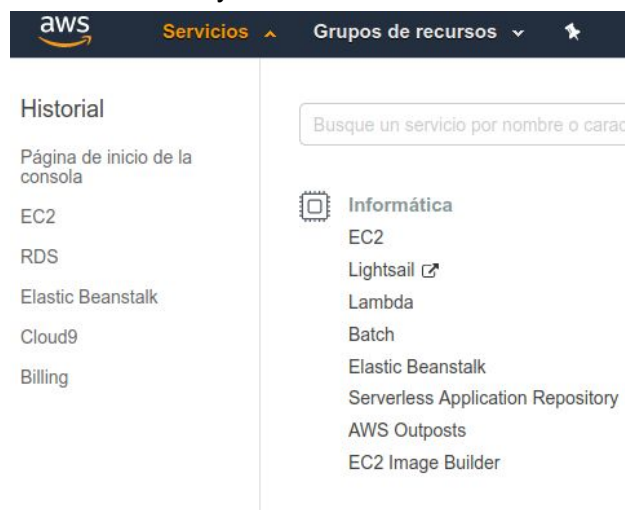 aws
Servicios
Grupos de recursos
Historial
Página de inicio de la
consola
EC2
RDS
Elastic Beanstalk
Cloud9
Billing
Busque un servicio por nombre o
Informática
EC2
Lightsail
Lambda
Batch
Elastic Beanstalk
Serverless Application Repository
AWS Outposts
EC2 Image Builder